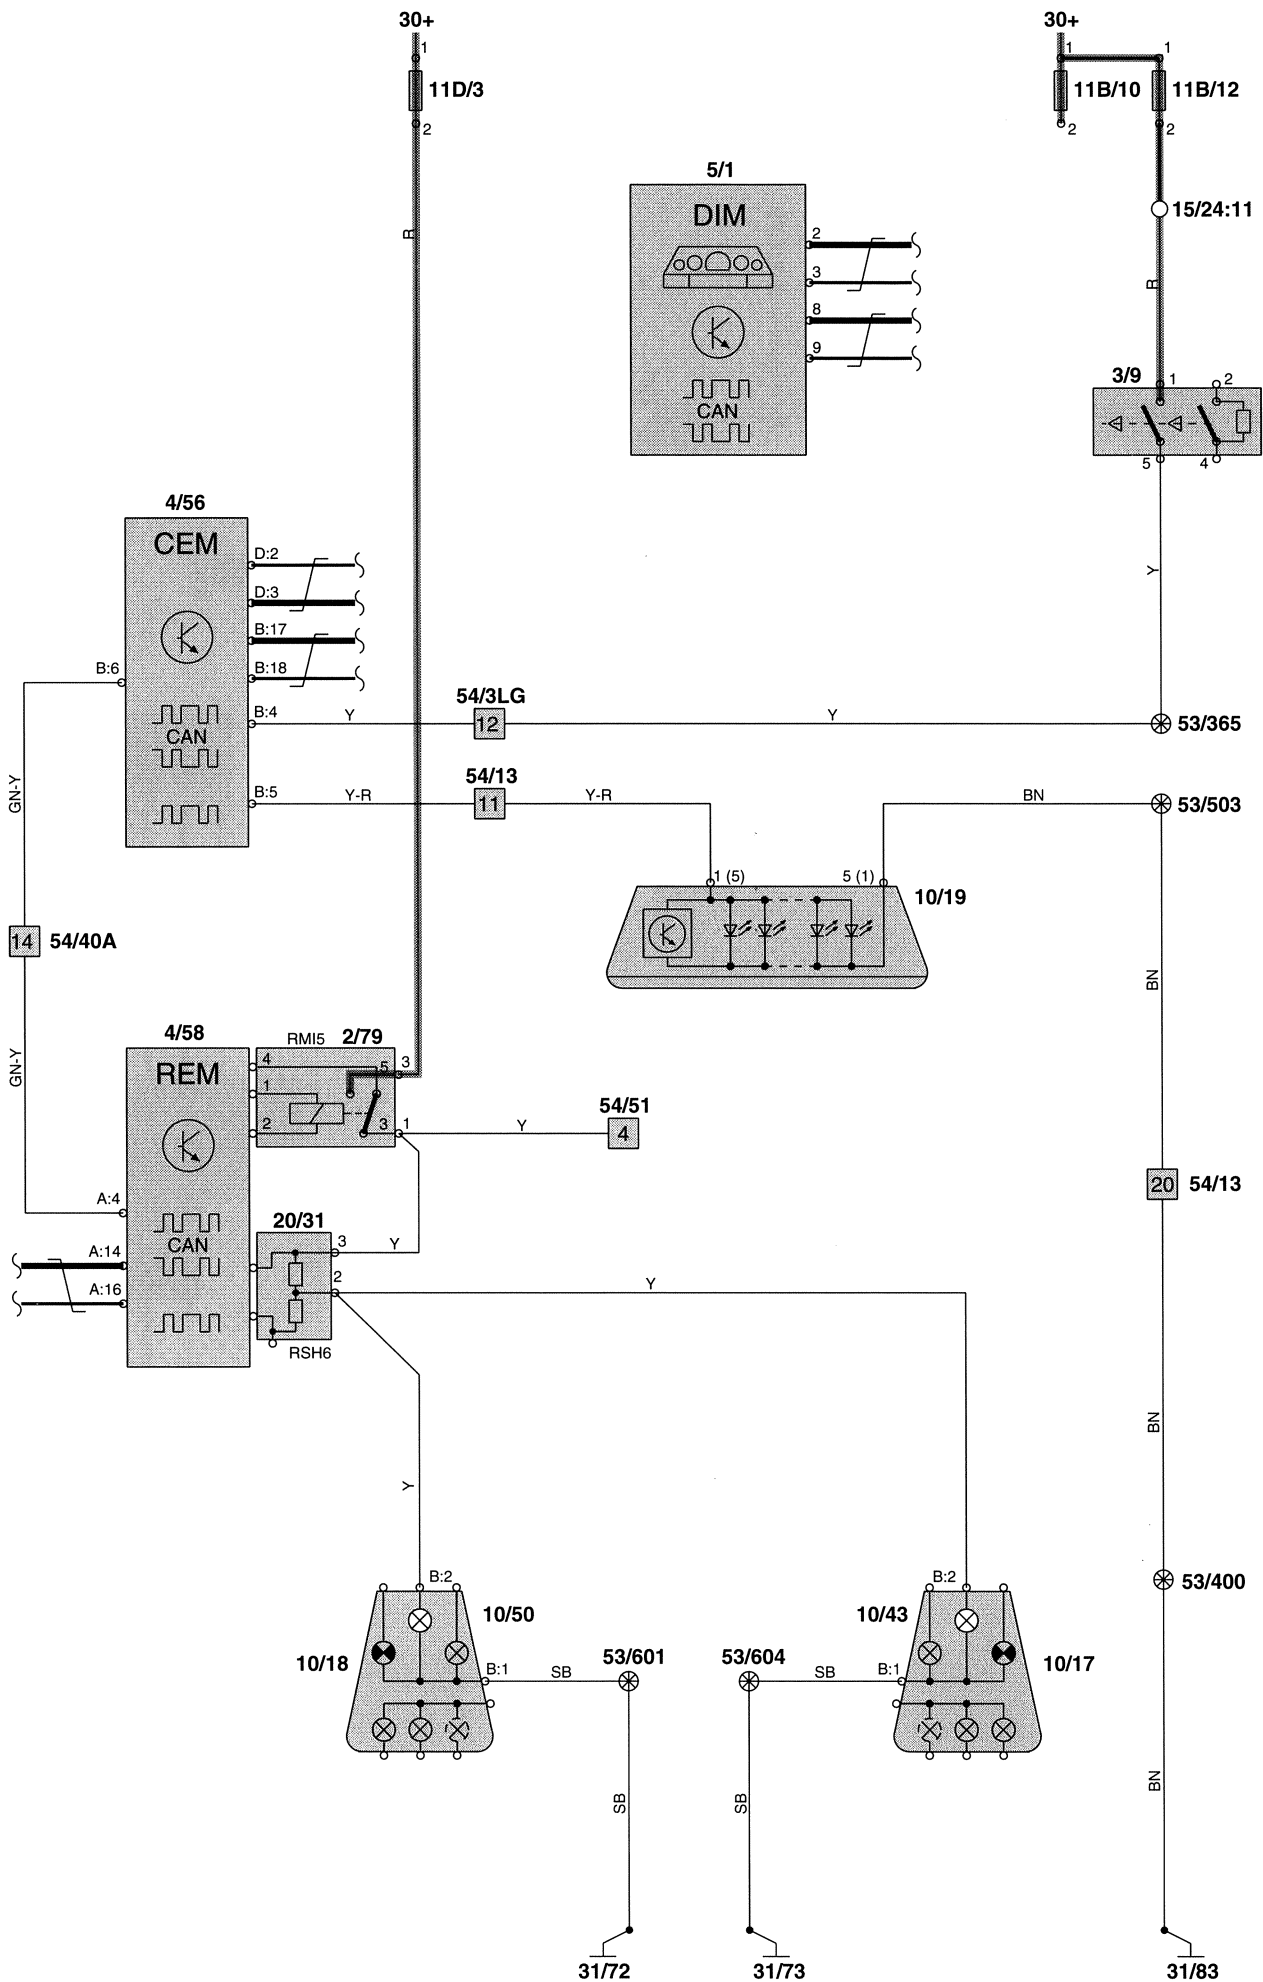 30+
30+
1
1
1
11D/3
11B/10
11B/12
2
2
2
5/1
DIM
15/24:11
R
2
3
R
8
9
CAN
3/9
1
2
5
4
4/56
CEM
D:2
D:3
Y
B:17
B:6
B:18
54/3LG
B:4
Y
12
Y
53/365
CAN
54/13
GN-Y
B:5
Y-R
11
Y-R
BN
53/503
1 (5)
5 (1)
10/19
14
54/40A
BN
4/58
RMI5
2/79
REM
4
5
3
GN-Y
1
54/51
2
3
1
Y
4
20
54/13
A:4
20/31
CAN
A:14
3
Y
A:16
2
Y
RSH6
BN
Y
B:2
B:2
53/400
10/50
10/43
10/18
B:1
SB
53/601
53/604
SB
B:1
10/17
SB
SB
BN
31/72
31/73
31/83